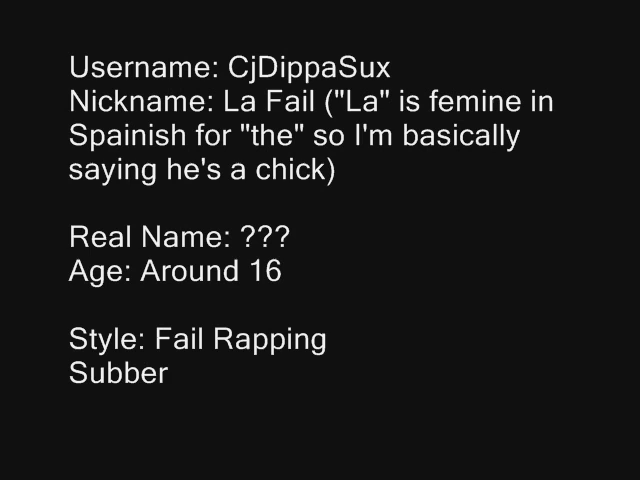 Username: CjDippaSux
Nickname: La Fail ("La" is femine in
Spainish for "the" so I'm basically
saying he's a chick)
Real Name: ???
Age: Around 16
Style: Fail Rapping
Subber